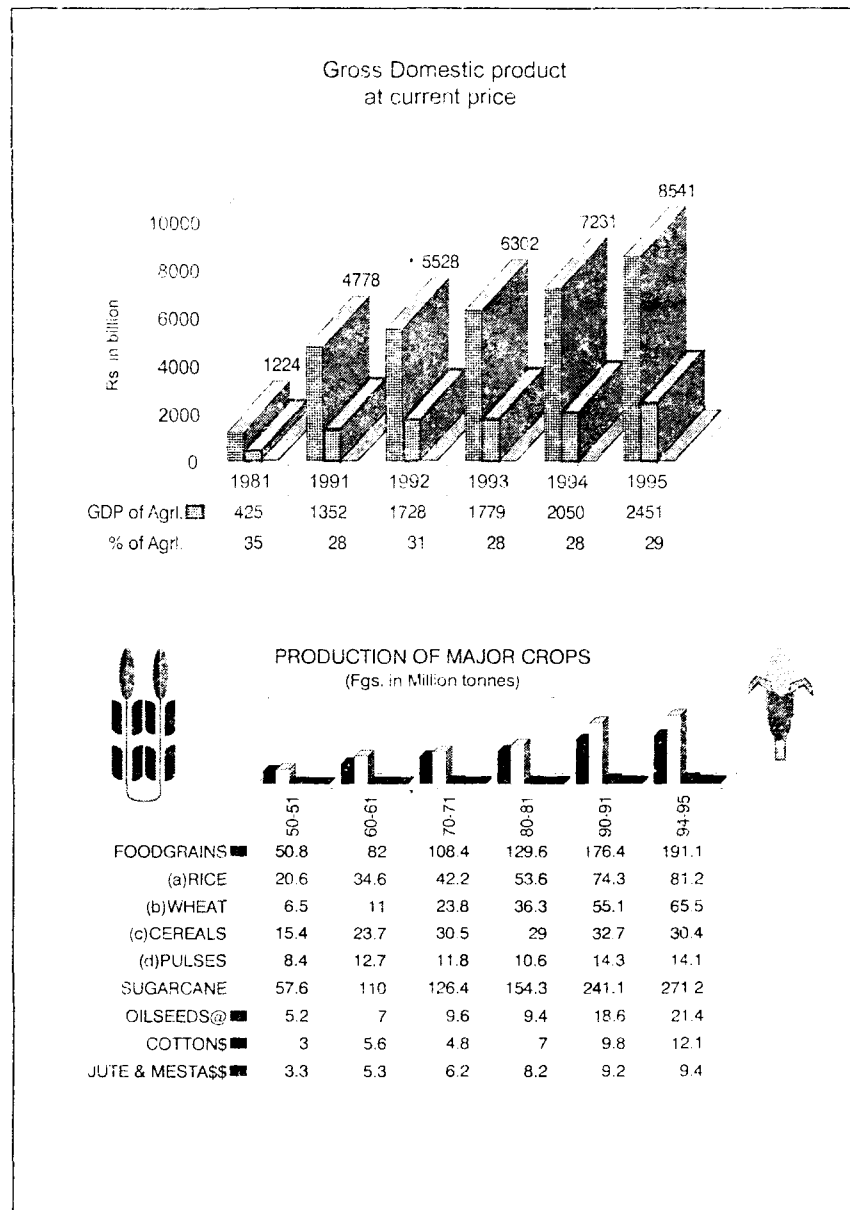 Gross Domestic product
at current price
Rs. in billion
10000
8000
6000
4000
2000
0
1224 4778 5528 6302 7231 8541
1981 1991 1992 1993 1994 1995
GDP of Agrl. 425 1352 1728 1779 2050 2451
% of Agrl. 35 28 31 28 28 29
PRODUCTION OF MAJOR CROPS
(Fgs. in Million tonnes)
50-51 60-61 70-71 80-81 90-91 94-95
FOODGRAINS 50.8 82 108.4 129.6 176.4 191.1
(a)RICE 20.6 34.6 42.2 53.6 74.3 81.2
(b)WHEAT 6.5 11 23.8 36.3 55.1 65.5
(c)CEREALS 15.4 23.7 30.5 29 32.7 30.4
(d)PULSES 8.4 12.7 11.8 10.6 14.3 14.1
SUGARCANE 57.6 110 126.4 154.3 241.1 271.2
OILSEEDS@ 5.2 7 9.6 9.4 18.6 21.4
COTTON$ 3 5.6 4.8 7 9.8 12.1
JUTE & MESTA$$ 3.3 5.3 6.2 8.2 9.2 9.4